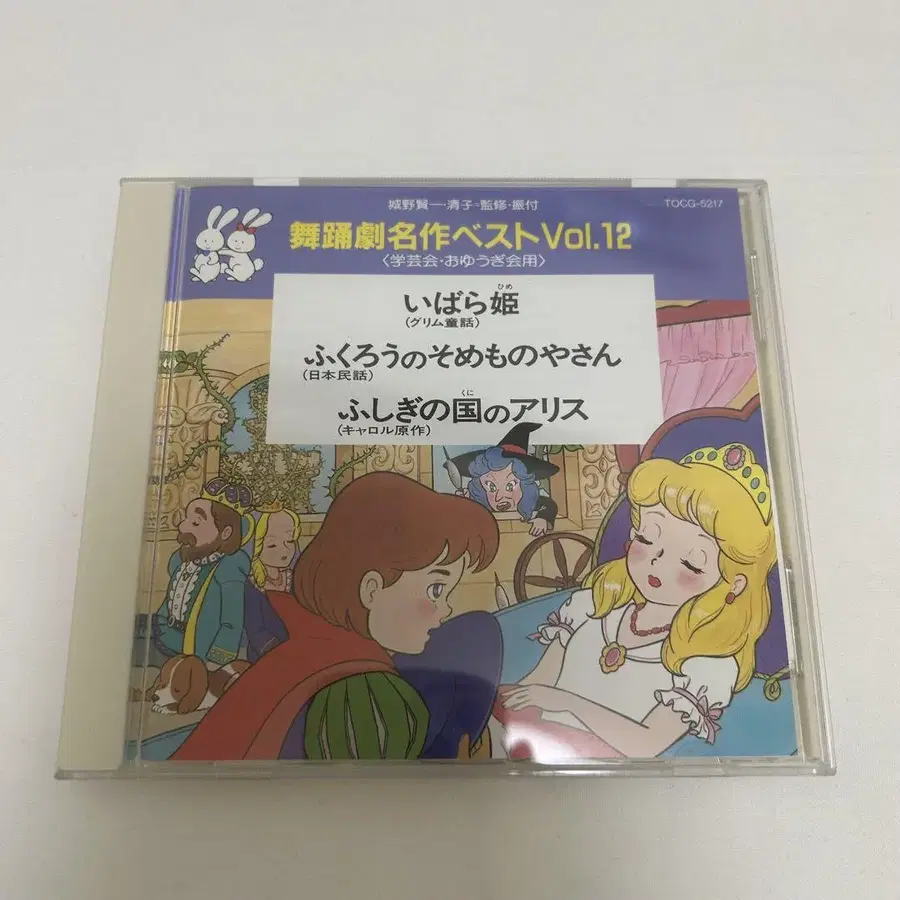 城野賢一・清子=監修・振付
TOCG-5217
舞踊劇名作ベストVol.12
〈学芸会・おゆうぎ会用〉
ひめ
いばら姫
(グリム童話)
ふくろうのそめものやさん
(日本民話)
くに
ふしぎの国のアリス
(キャロル原作)